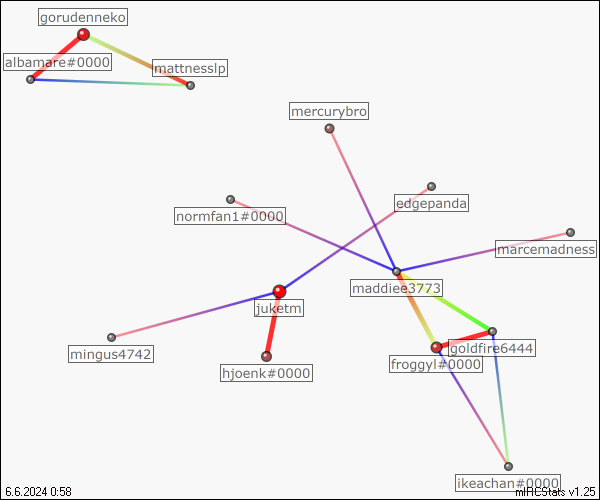 gorudenneko
albamare#0000
mattnesslp
mercurybro
edgepanda
normfan1#0000
marcemadness
maddiee3773
juketm
goldfire6444
mingus4742
froggyl#0000
hjoenk#0000
ikeachan#0000
6.6.2024 0:58
mIRCStats v1.25